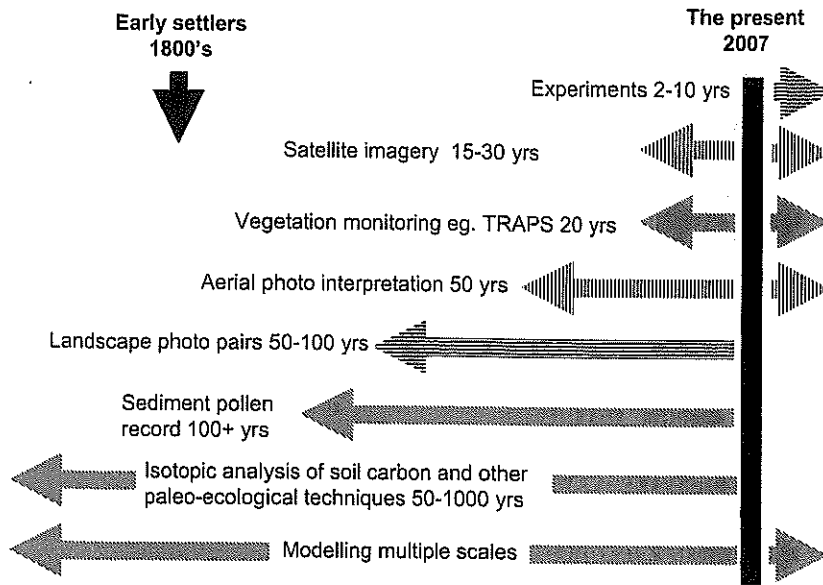 Early settlers
1800's
The present
2007
Experiments 2-10 yrs
Satellite imagery 15-30 yrs
Vegetation monitoring eg. TRAPS 20 yrs
Aerial photo interpretation 50 yrs
Landscape photo pairs 50-100 yrs
Sediment pollen
record 100+ yrs
Isotopic analysis of soil carbon and other
paleo-ecological techniques 50-1000 yrs
Modelling multiple scales